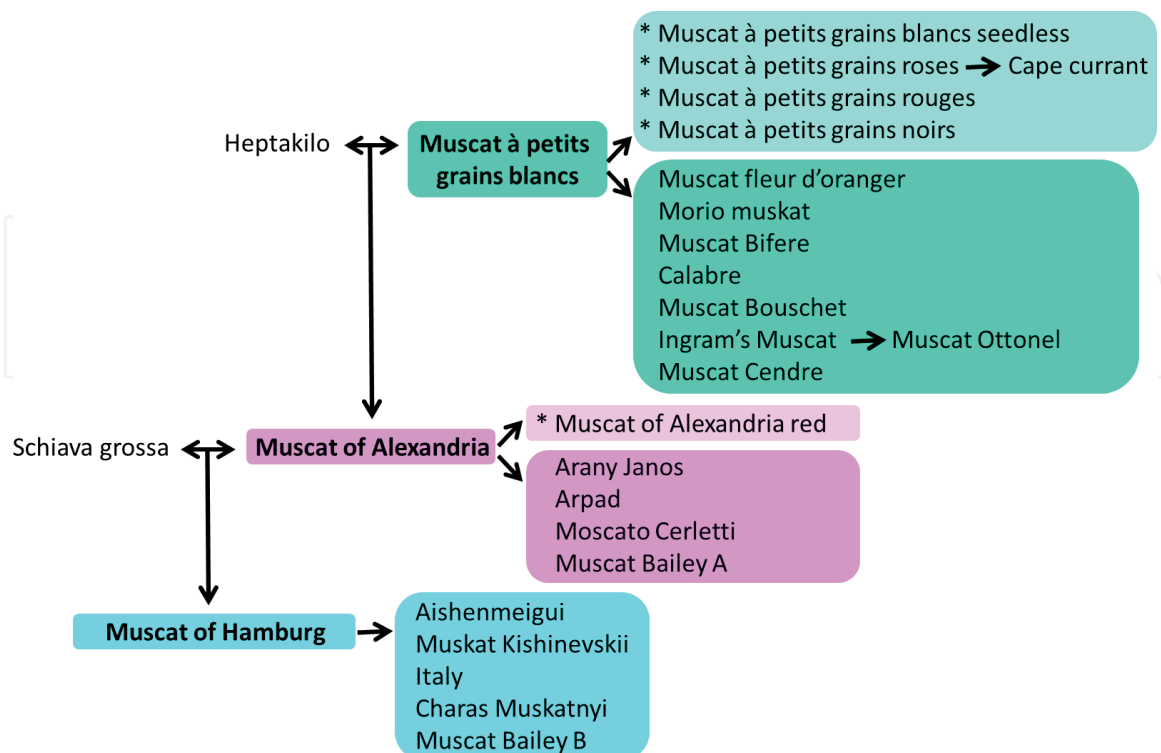 * Muscat à petits grains blancs seedless
* Muscat à petits grains roses → Cape currant
* Muscat à petits grains rouges
* Muscat à petits grains noirs
Heptakilo
Muscat à petits
grains blancs
Muscat fleur d’oranger
Morio muskat
Muscat Bifere
Calabre
Muscat Bouschet
Ingram’s Muscat → Muscat Ottonel
Muscat Cendre
Schiava grossa
Muscat of Alexandria
* Muscat of Alexandria red
Arany Janos
Arpad
Moscato Cerletti
Muscat Bailey A
Muscat of Hamburg
Aishenmeigui
Muskat Kishinevskii
Italy
Charas Muskatnyi
Muscat Bailey B